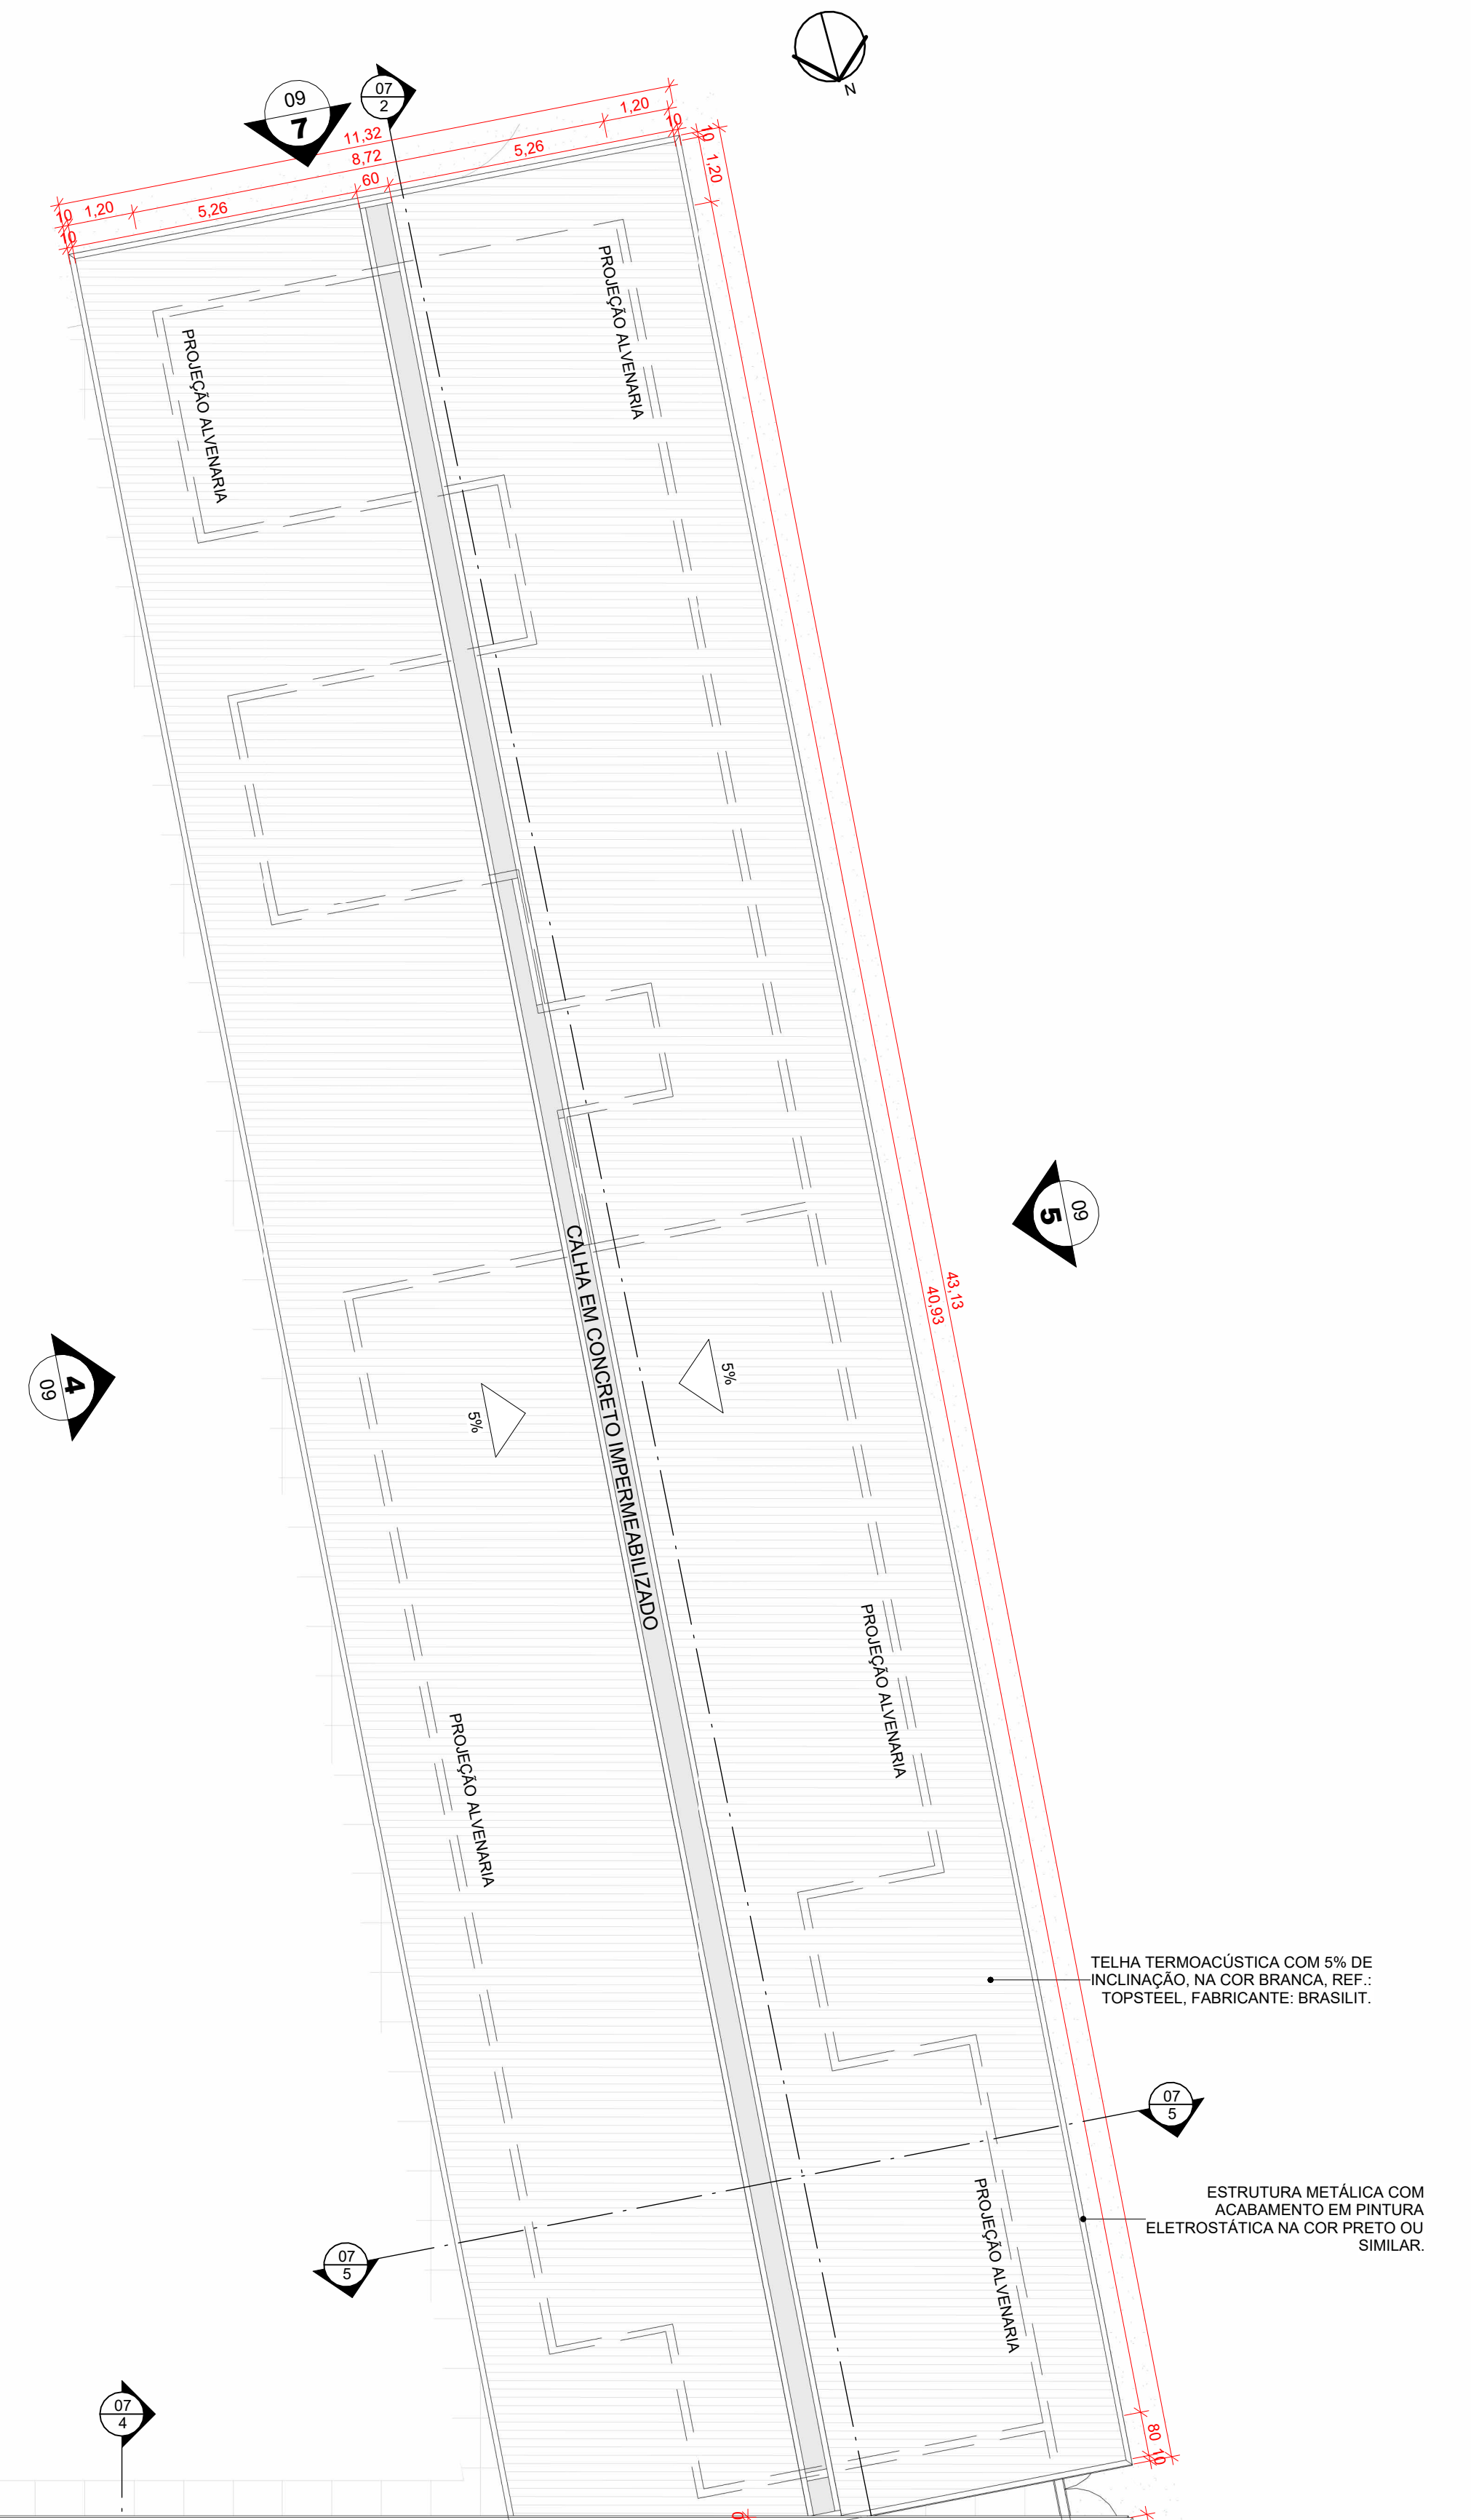 N
09
7
07
2
11,32
1,20
8,72
5,26
10
10
1,20
60
10
1,20
5,26
10
PROJEÇÃO ALVENARIA
PROJEÇÃO ALVENARIA
5
09
43,13
40,93
4
09
5%
5%
CALHA EM CONCRETO IMPERMEABILIZADO
PROJEÇÃO ALVENARIA
PROJEÇÃO ALVENARIA
TELHA TERMOACÚSTICA COM 5% DE
INCLINAÇÃO, NA COR BRANCA, REF.:
TOPSTEEL, FABRICANTE: BRASILIT.
07
5
PROJEÇÃO ALVENARIA
ESTRUTURA METÁLICA COM
ACABAMENTO EM PINTURA
ELETROSTÁTICA NA COR PRETO OU
SIMILAR.
07
5
07
4
80
10